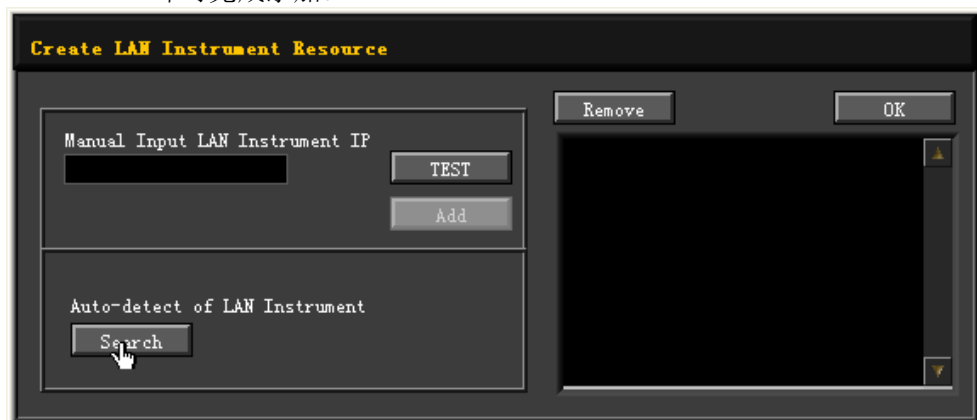 Create LAN Instrument Resource
Manual Input LAN Instrument IP
TEST
Add
Auto-detect of LAN Instrument
Search
Remove
OK